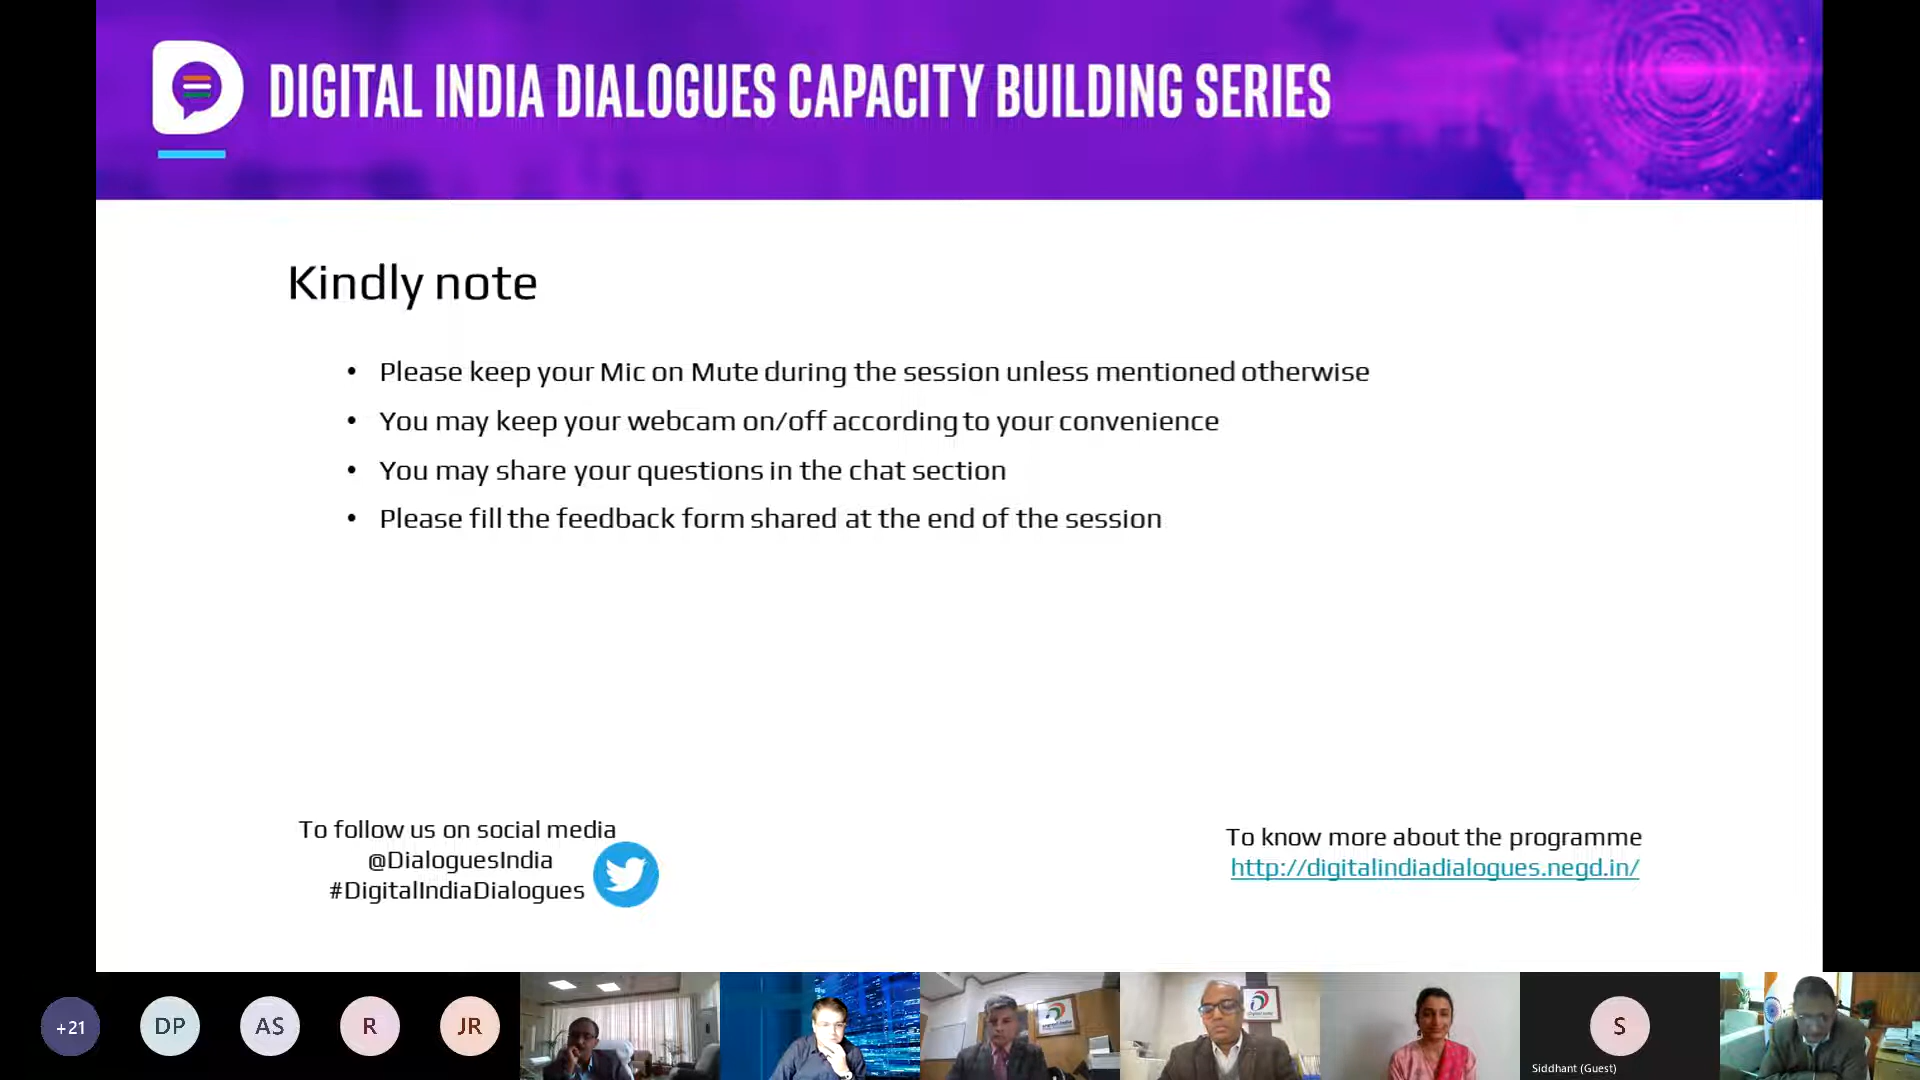 DIGITAL INDIA DIALOGUES CAPACITY BUILDING SERIES
Kindly note
• Please keep your Mic on Mute during the session unless mentioned otherwise
• You may keep your webcam on/off according to your convenience
• You may share your questions in the chat section
• Please fill the feedback form shared at the end of the session
To follow us on social media
@DialoguesIndia
#DigitalIndiaDialogues
To know more about the programme
http://digitalindiadialogues.negd.in/
+21
DP
AS
R
JR
S
Siddhant (Guest)